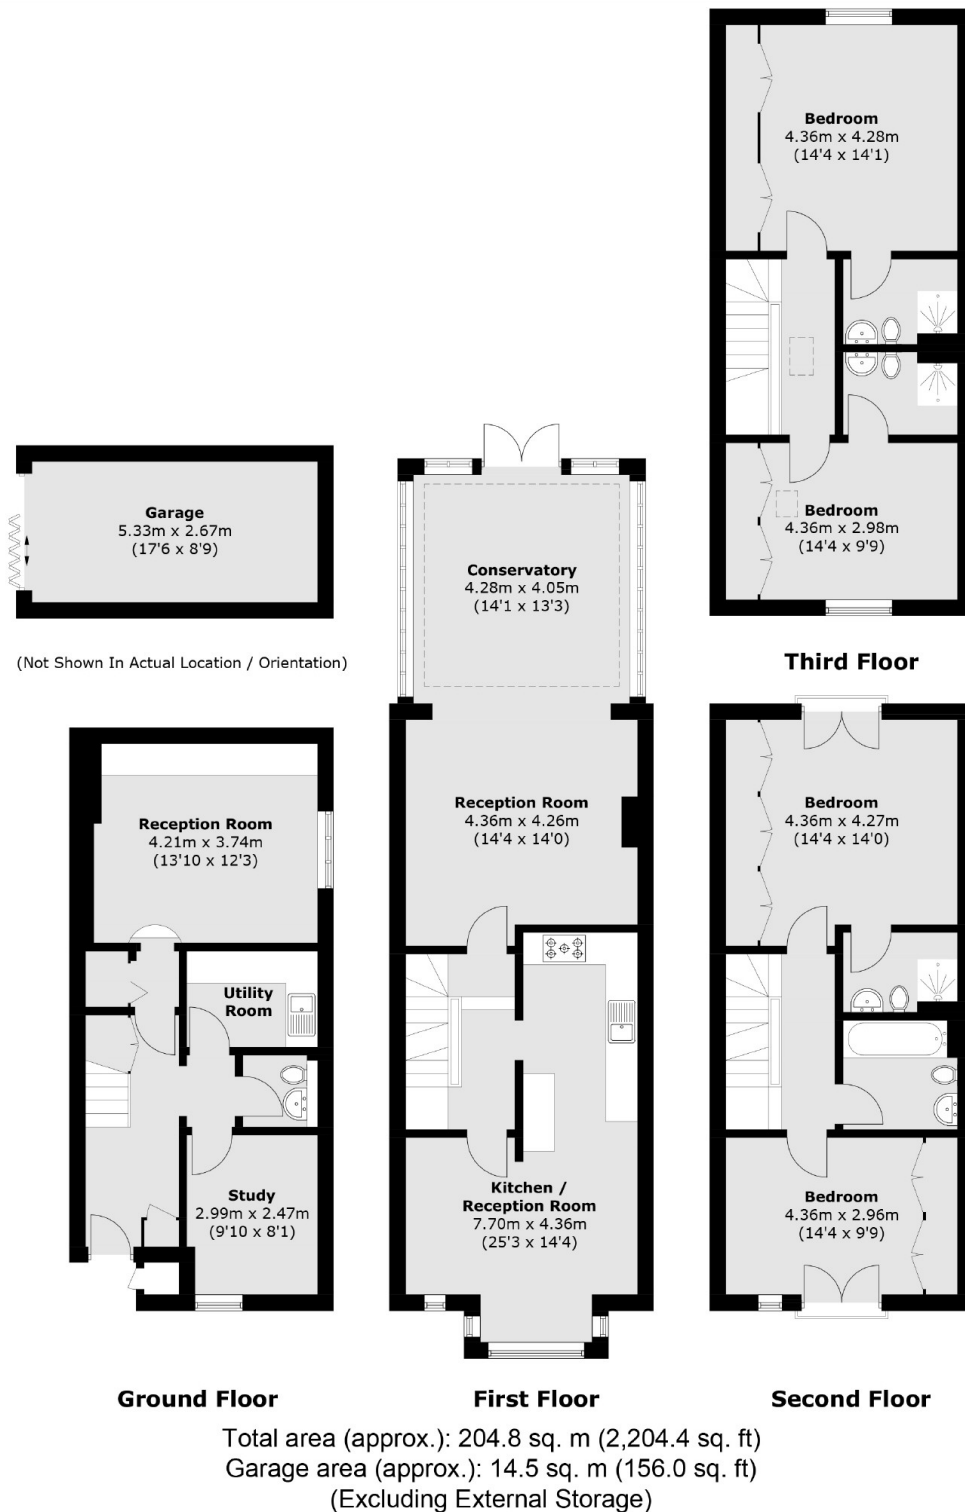 Bedroom
4.36m x 4.28m
(14'4 x 14'1)
Bedroom
4.36m x 2.98m
(14'4 x 9'9)
Third Floor
Garage
5.33m x 2.67m
(17'6 x 8'9)
(Not Shown In Actual Location / Orientation)
Conservatory
4.28m x 4.05m
(14'1 x 13'3)
Reception Room
4.21m x 3.74m
(13'10 x 12'3)
Utility
Room
Study
2.99m x 2.47m
(9'10 x 8'1)
Ground Floor
Reception Room
4.36m x 4.26m
(14'4 x 14'0)
Kitchen /
Reception Room
7.70m x 4.36m
(25'3 x 14'4)
First Floor
Bedroom
4.36m x 4.27m
(14'4 x 14'0)
Bedroom
4.36m x 2.96m
(14'4 x 9'9)
Second Floor
Total area (approx.): 204.8 sq. m (2,204.4 sq. ft)
Garage area (approx.): 14.5 sq. m (156.0 sq. ft)
(Excluding External Storage)